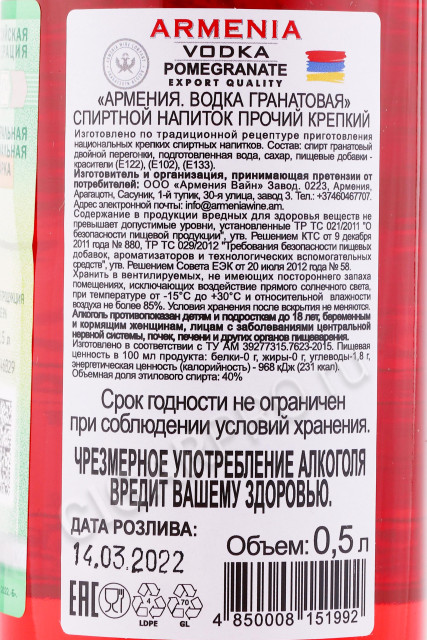 ARMENIA
VODKA
POMEGRANATE
EXPORT QUALITY
«АРМЕНИЯ. ВОДКА ГРАНАТОВАЯ»
СПИРТНОЙ НАПИТОК ПРОЧИЙ КРЕПКИЙ
Изготовлено по традиционной рецептуре приготовления
национальных крепких спиртных напитков. Состав: спирт гранатовый
двойной перегонки, подготовленная вода, сахар, пищевые добавки -
красители (Е122), (Е102), (Е133).
Изготовитель и организация, принимающая претензии от
потребителей: ООО «Армения Вайн» Завод. 0223, Армения,
Арагацотн, Сасуник, 1-й тупик, 30-я улица, завод 3. Тел.: +37460467707.
Адрес электронной почты: info@armeniawine.am.
Содержание в продукции вредных для здоровья веществ не
превышает допустимые уровни, установленные ТР ТС 021/2011 "О
безопасности пищевой продукции", утв. Решением КТС от 9 декабря
2011 года № 880, ТР ТС 029/2012 "Требования безопасности пищевых
добавок, ароматизаторов и технологических вспомогательных
средств", утв. Решением Совета ЕЭК от 20 июля 2012 года № 58.
Хранить в вентилируемых, не имеющих постороннего запаха
помещениях, исключающих воздействие прямого солнечного света,
при температуре от -15°С до +30°С и относительной влажности
воздуха не более 85%. Условия хранения после вскрытия не меняются.
Алкоголь противопоказан детям и подросткам до 18 лет, беременным
и кормящим женщинам, лицам с заболеваниями центральной
нервной системы, почек, печени и других органов пищеварения.
Изготовлено в соответствии с ТУ АМ 39277315.7623-2015. Пищевая
ценность в 100 мл продукта: белки-0 г, жиры-0 г, углеводы-1,8 г,
энергетическая ценность (калорийность) - 968 кДж (231 ккал).
Объемная доля этилового спирта: 40%
Срок годности не ограничен
при соблюдении условий хранения.
ЧРЕЗМЕРНОЕ УПОТРЕБЛЕНИЕ АЛКОГОЛЯ
ВРЕДИТ ВАШЕМУ ЗДОРОВЬЮ.
ДАТА РОЗЛИВА:
14.03.2022
Объем: 0,5 л
EAC
4
LDPE
70
GL
4 850008 151992